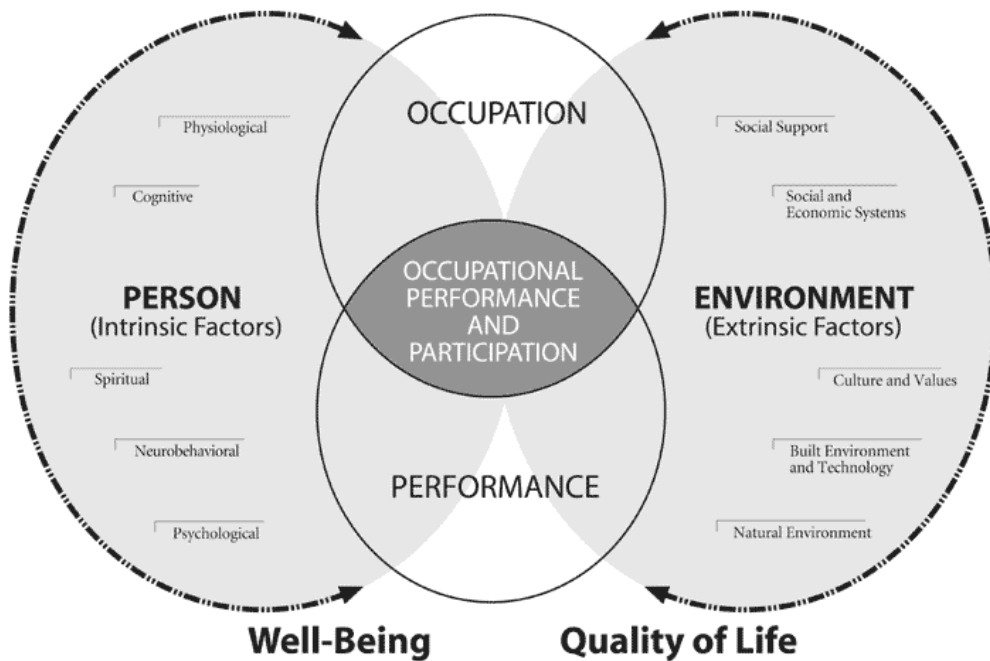 OCCUPATION
Physiological
Social Support
Cognitive
Social and
Economic Systems
OCCUPATIONAL
PERFORMANCE
AND
PARTICIPATION
PERSON
(Intrinsic Factors)
ENVIRONMENT
(Extrinsic Factors)
Spiritual
Culture and Values
Neurobehavioral
Built Environment
and Technology
PERFORMANCE
Psychological
Natural Environment
Well-Being
Quality of Life